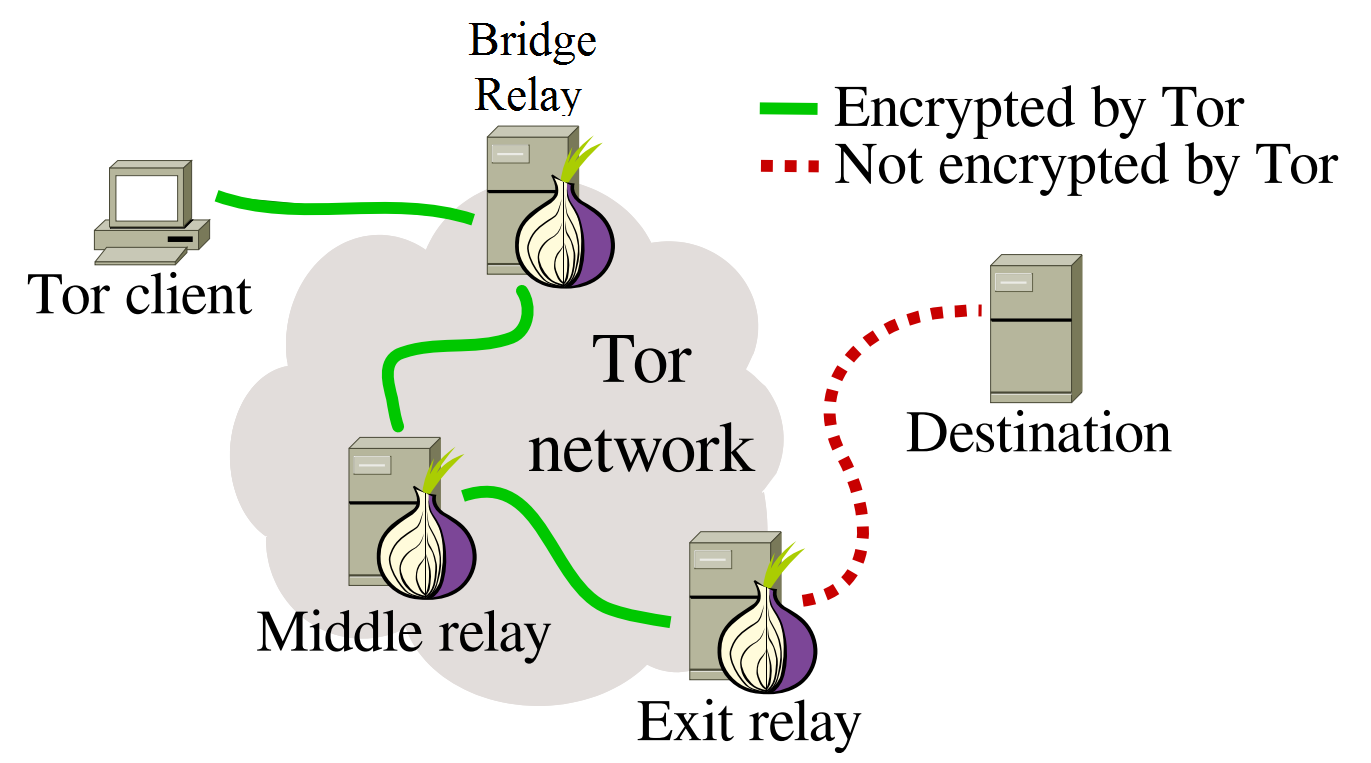 Bridge
Relay
Encrypted by Tor
Not encrypted by Tor
Tor client
Tor
network
Destination
Middle relay
Exit relay